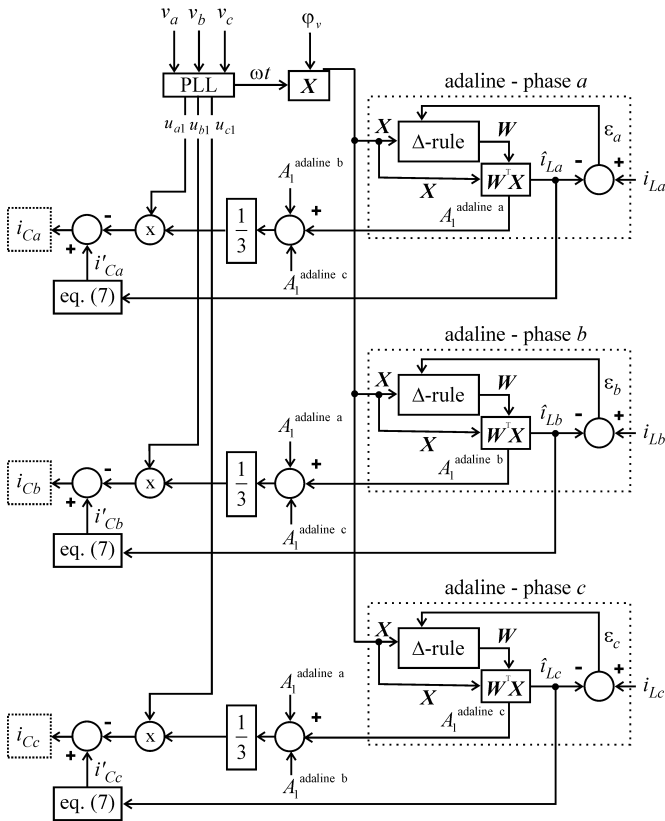 v_a v_b v_c φ_v
PLL ωt X
u_a1 u_b1 u_c1
adaline - phase a
X Δ-rule W ε_a
X W^T X î_La - + i_La
A_1^adaline b
A_1^adaline a
i_Ca - x 1/3 +
+ i'_Ca
A_1^adaline c
eq. (7)
adaline - phase b
X Δ-rule W ε_b
X W^T X î_Lb - + i_Lb
A_1^adaline a
A_1^adaline b
i_Cb - x 1/3 +
+ i'_Cb
A_1^adaline c
eq. (7)
adaline - phase c
X Δ-rule W ε_c
X W^T X î_Lc - + i_Lc
A_1^adaline a
A_1^adaline c
i_Cc - x 1/3 +
+ i'_Cc
A_1^adaline b
eq. (7)